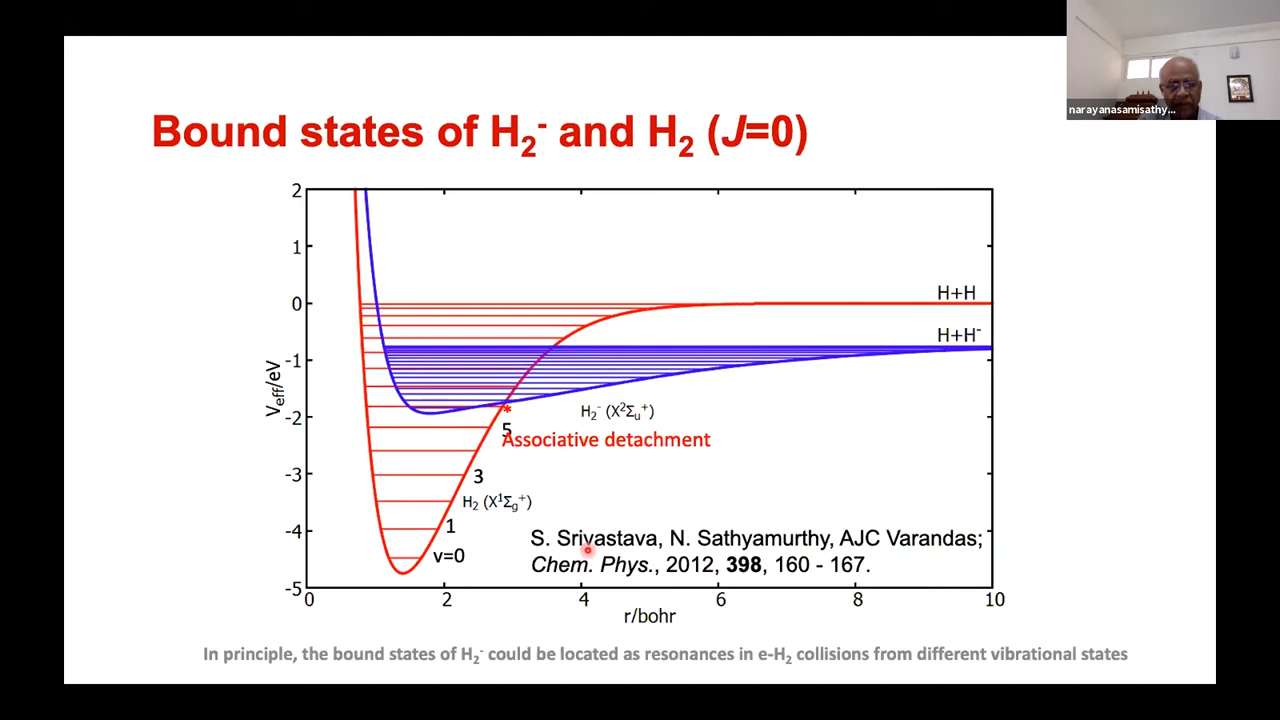 narayanasamisathy...
Bound states of H₂⁻ and H₂ (J=0)
2
1
0
-1
-2
-3
-4
-5
V_eff/eV
H+H
H+H⁻
H₂⁻ (X²Σᵤ⁺)
*
5
Associative detachment
3
H₂ (X¹Σg⁺)
1
v=0
S. Srivastava, N. Sathyamurthy, AJC Varandas;
Chem. Phys., 2012, 398, 160 - 167.
0 2 4 6 8 10
r/bohr
In principle, the bound states of H₂⁻ could be located as resonances in e-H₂ collisions from different vibrational states